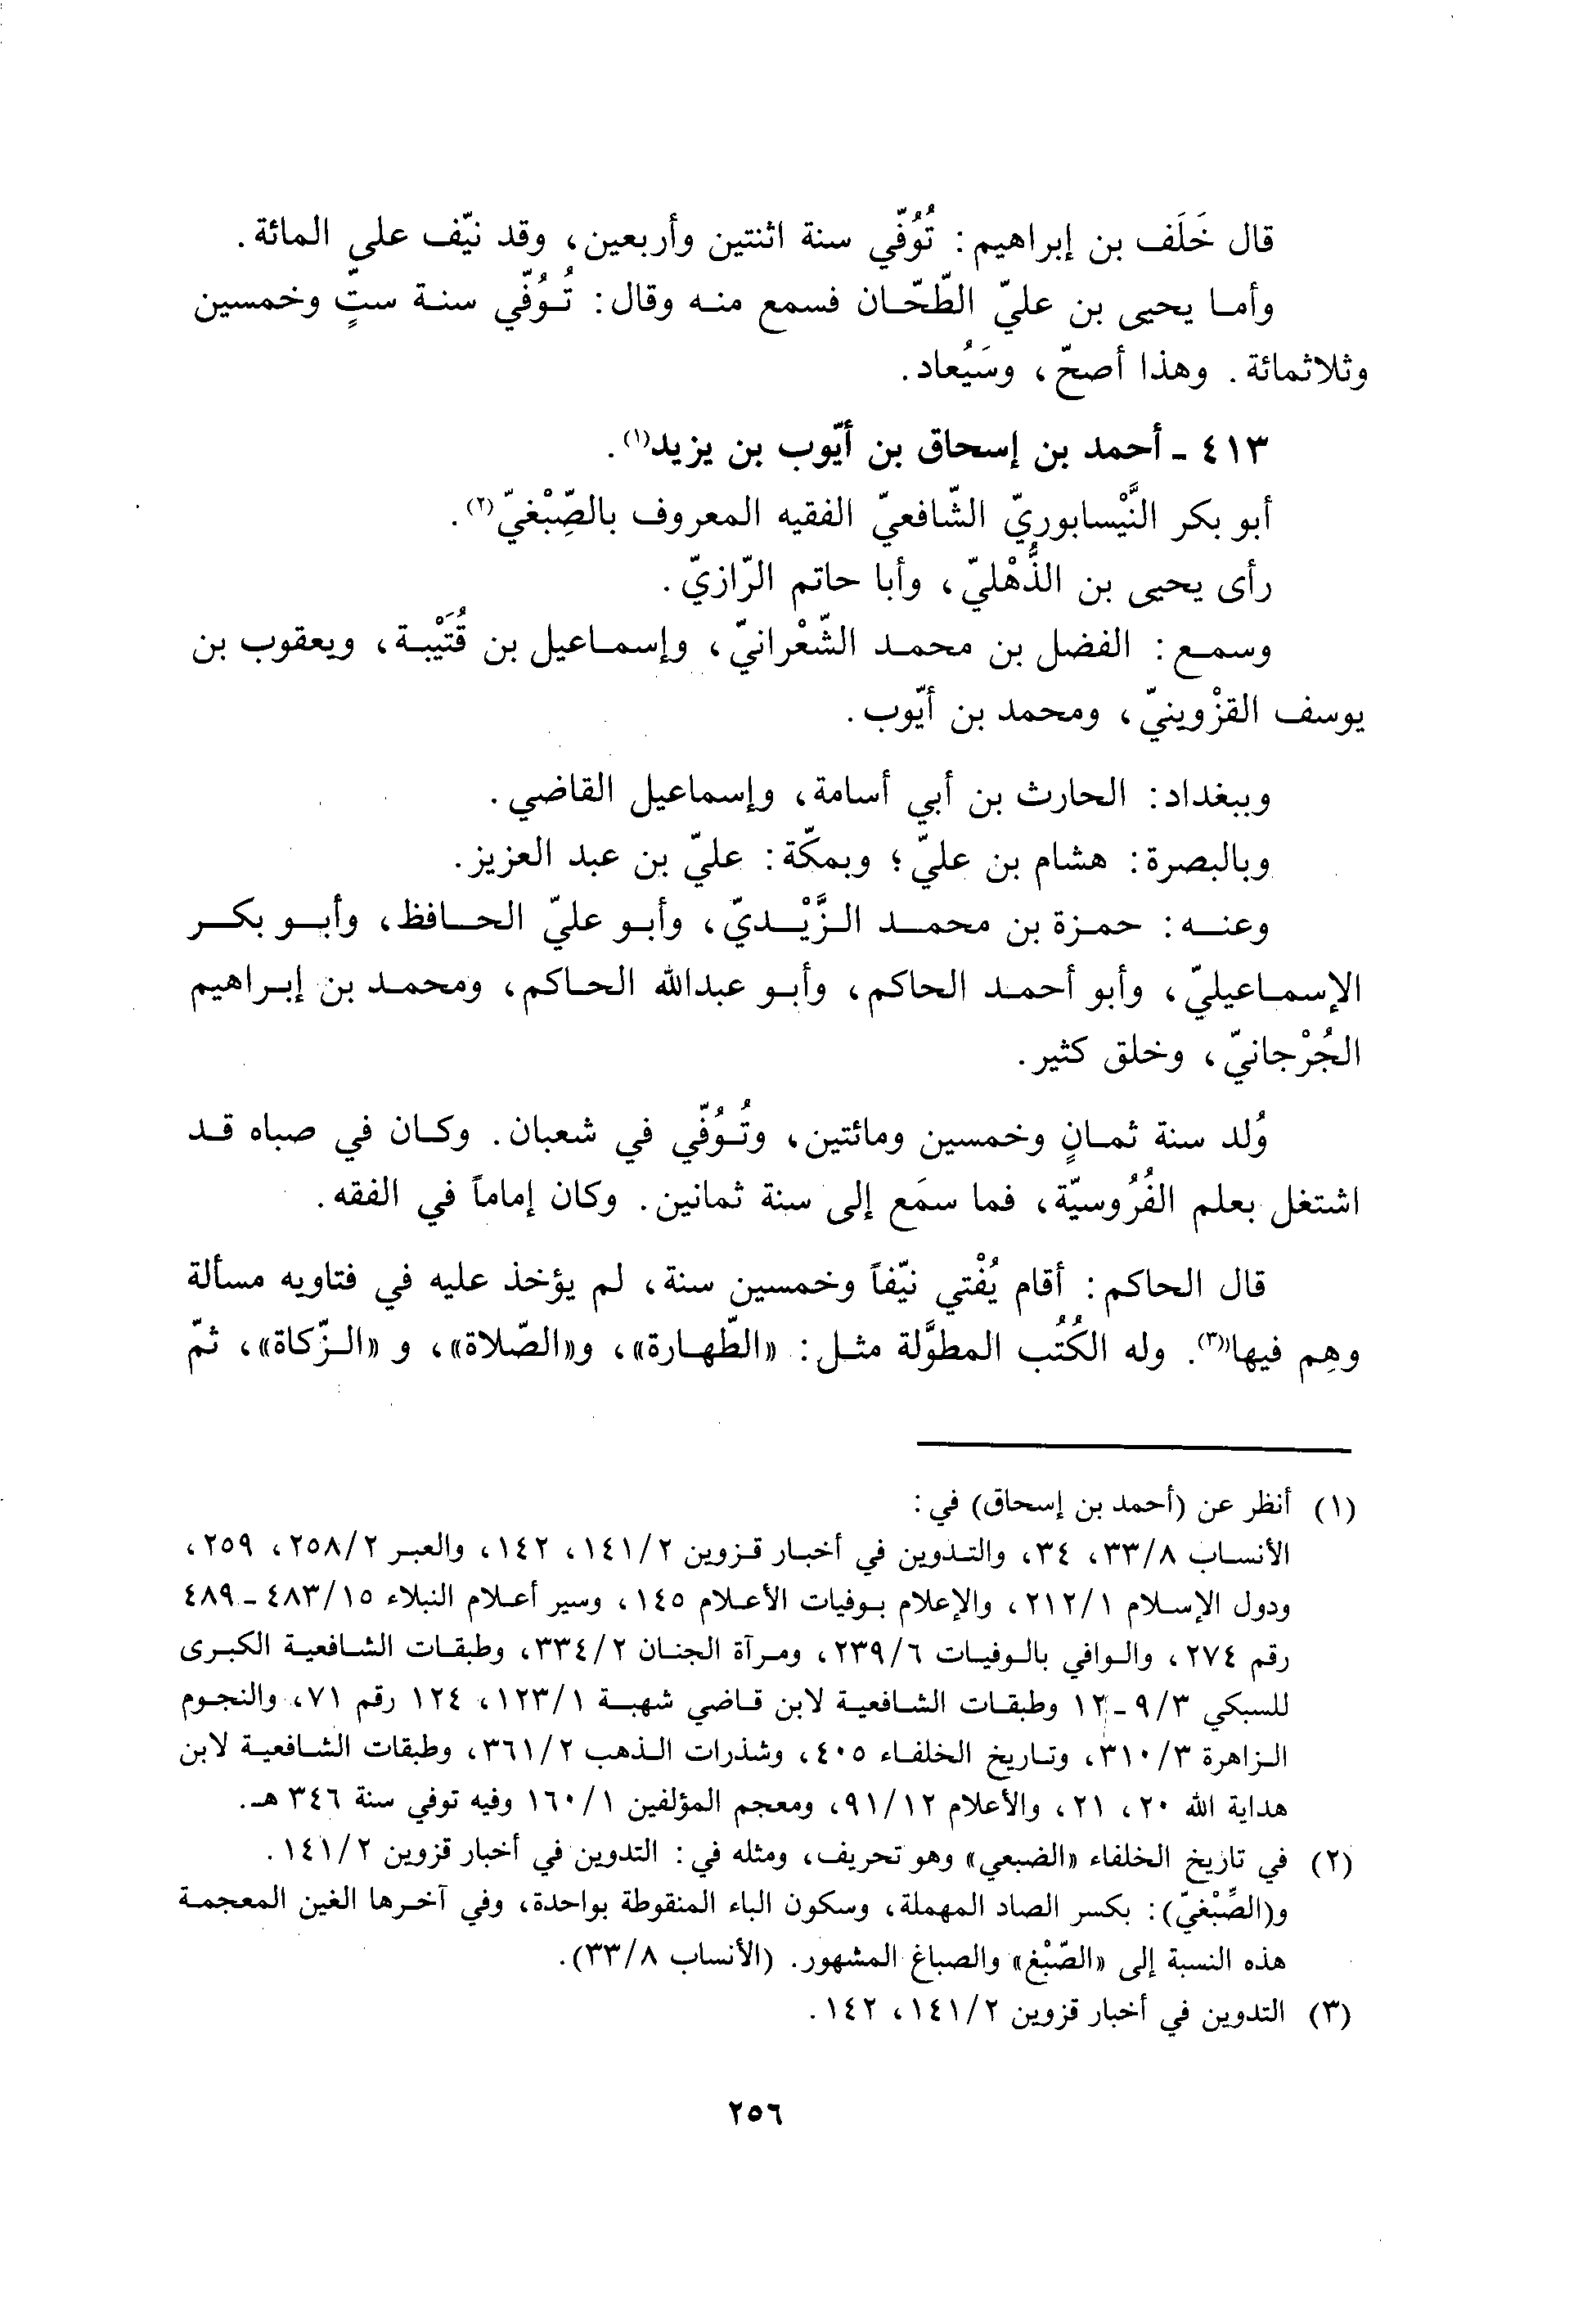 قال خَلَف بن إبراهيم: تُوُفّي سنة اثنتين وأربعين، وقد نيّف على المائة.
وأما يحيى بن عليّ الطّحّان فسمع منه وقال: تُوُفّي سنة ستٍّ وخمسين
وثلاثمائة. وهذا أصحّ، وسَيُعاد.
٤١٣ - أحمد بن إسحاق بن أيّوب بن يزيد(١).
أبو بكر النَّيْسابوريّ الشّافعيّ الفقيه المعروف بالصِّبْغيّ(٢).
رأى يحيى بن الذُّهْليّ، وأبا حاتم الرّازيّ.
وسمع: الفضل بن محمد الشّعْرانيّ، وإسماعيل بن قُتَيْبة، ويعقوب بن
يوسف القزْوينيّ، ومحمد بن أيّوب.
وببغداد: الحارث بن أبي أسامة، وإسماعيل القاضي.
وبالبصرة: هشام بن عليّ؛ وبمكّة: عليّ بن عبد العزيز.
وعنه: حمزة بن محمد الزَّيْديّ، وأبو عليّ الحافظ، وأبو بكر
الإسماعيليّ، وأبو أحمد الحاكم، وأبو عبدالله الحاكم، ومحمد بن إبراهيم
الجُرْجانيّ، وخلق كثير.
وُلد سنة ثمانٍ وخمسين ومائتين، وتُوُفّي في شعبان. وكان في صباه قد
اشتغل بعلم الفُرُوسيّة، فما سمَع إلى سنة ثمانين. وكان إماماً في الفقه.
قال الحاكم: أقام يُفْتي نيّفاً وخمسين سنة، لم يؤخذ عليه في فتاويه مسألة
وهِم فيها(٣). وله الكُتُب المطوَّلة مثل: «الطّهارة»، و«الصّلاة»، و «الزّكاة»، ثمّ
(١) أنظر عن (أحمد بن إسحاق) في:
الأنساب ٣٣/٨، ٣٤، والتدوين في أخبار قزوين ١٤١/٢، ١٤٢، والعبر ٢٥٨/٢، ٢٥٩،
ودول الإسلام ٢١٢/١، والإعلام بوفيات الأعلام ١٤٥، وسير أعلام النبلاء ٤٨٣/١٥ - ٤٨٩
رقم ٢٧٤، والوافي بالوفيات ٢٣٩/٦، ومرآة الجنان ٣٣٤/٢، وطبقات الشافعية الكبرى
للسبكي ٩/٣ - ١٢ وطبقات الشافعية لابن قاضي شهبة ١٢٣/١، ١٢٤ رقم ٧١، والنجوم
الزاهرة ٣١٠/٣، وتاريخ الخلفاء ٤٠٥، وشذرات الذهب ٣٦١/٢، وطبقات الشافعية لابن
هداية الله ٢٠، ٢١، والأعلام ٩١/١٢، ومعجم المؤلفين ١٦٠/١ وفيه توفي سنة ٣٤٦ هـ.
(٢) في تاريخ الخلفاء «الضبعي» وهو تحريف، ومثله في: التدوين في أخبار قزوين ١٤١/٢.
و(الصِّبْغيّ): بكسر الصاد المهملة، وسكون الباء المنقوطة بواحدة، وفي آخرها الغين المعجمة
هذه النسبة إلى «الصّبْغ» والصباغ المشهور. (الأنساب ٣٣/٨).
(٣) التدوين في أخبار قزوين ١٤١/٢، ١٤٢.
٢٥٦